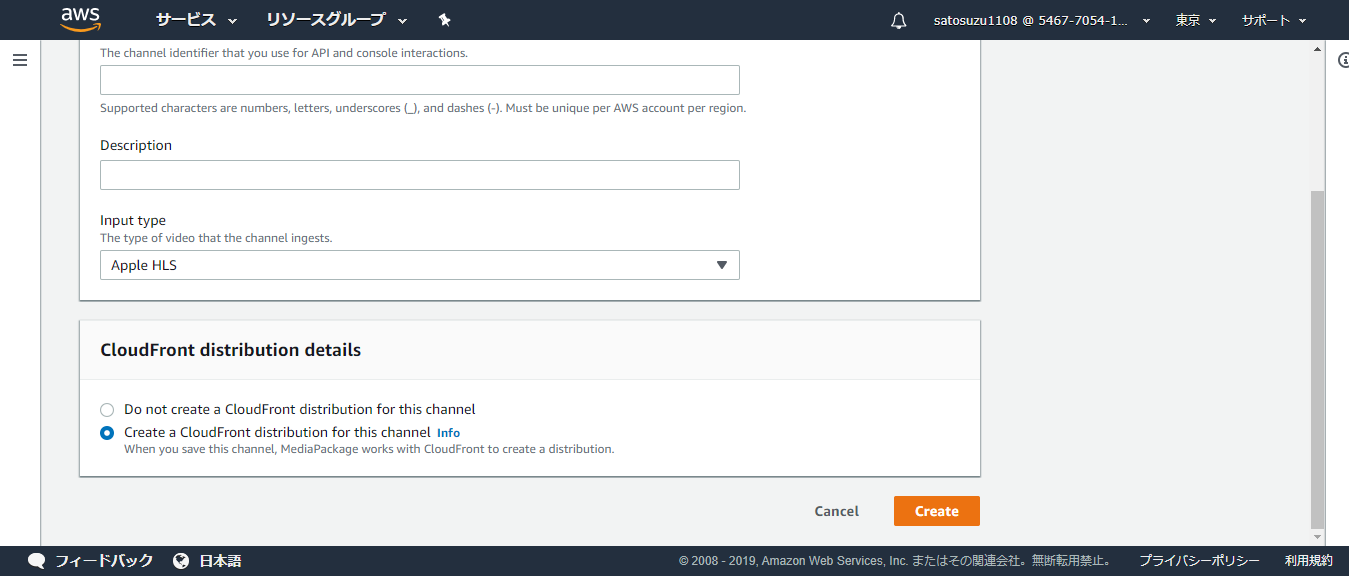 aws サービス リソースグループ satosuzu1108 @ 5467-7054-1... 東京 サポート
The channel identifier that you use for API and console interactions.
Supported characters are numbers, letters, underscores (_), and dashes (-). Must be unique per AWS account per region.
Description
Input type
The type of video that the channel ingests.
Apple HLS
CloudFront distribution details
Do not create a CloudFront distribution for this channel
Create a CloudFront distribution for this channel Info
When you save this channel, MediaPackage works with CloudFront to create a distribution.
Cancel Create
フィードバック 日本語 © 2008 - 2019, Amazon Web Services, Inc. またはその関連会社。無断転用禁止。 プライバシーポリシー 利用規約